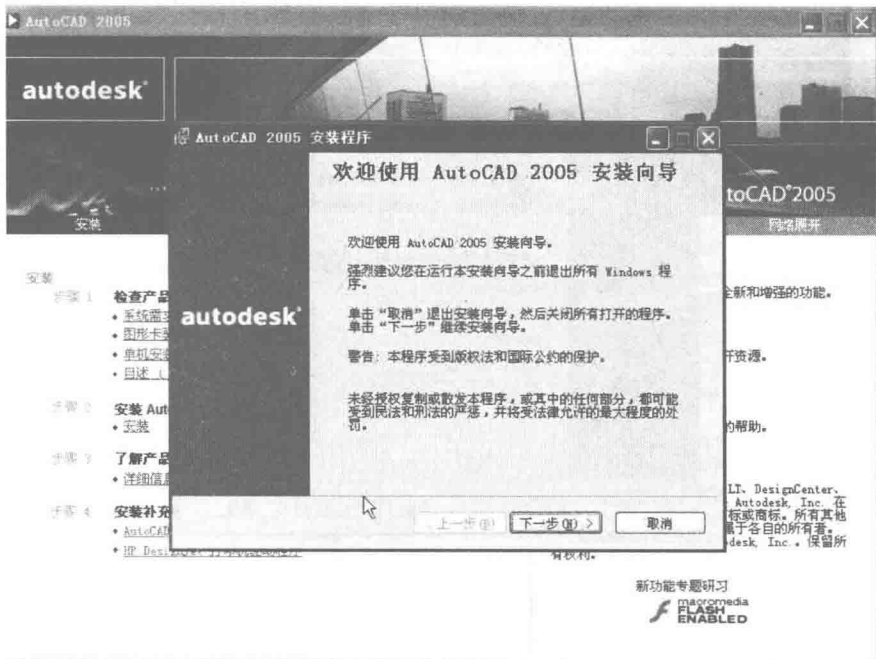 AutoCAD 2005
autodesk
toCAD 2005
安装
网络展开
安装
步骤 1 检查产品
• 系统需
• 图形卡
• 单机安
• 自述 (
步骤 2 安装 Aut
• 安装
步骤 3 了解产品
• 详细信息
步骤 4 安装补充
• AutoCAD
• HP Desi
AutoCAD 2005 安装程序
autodesk
欢迎使用 AutoCAD 2005 安装向导
欢迎使用 AutoCAD 2005 安装向导。
强烈建议您在运行本安装向导之前退出所有 Windows 程
序。
单击“取消”退出安装向导，然后关闭所有打开的程序。
单击“下一步”继续安装向导。
警告: 本程序受到版权法和国际公约的保护。
未经授权复制或散发本程序，或其中的任何部分，都可能
受到民法和刑法的严惩，并将受法律允许的最大程度的处
罚。
上一步(B)
下一步(N) >
取消
全新和增强的功能。
开资源。
的帮助。
LT、DesignCenter、
Autodesk, Inc. 在
标或商标。所有其他
属于各自的所有者。
odesk, Inc.。保留所
有权利。
新功能专题研习
macromedia
FLASH
ENABLED